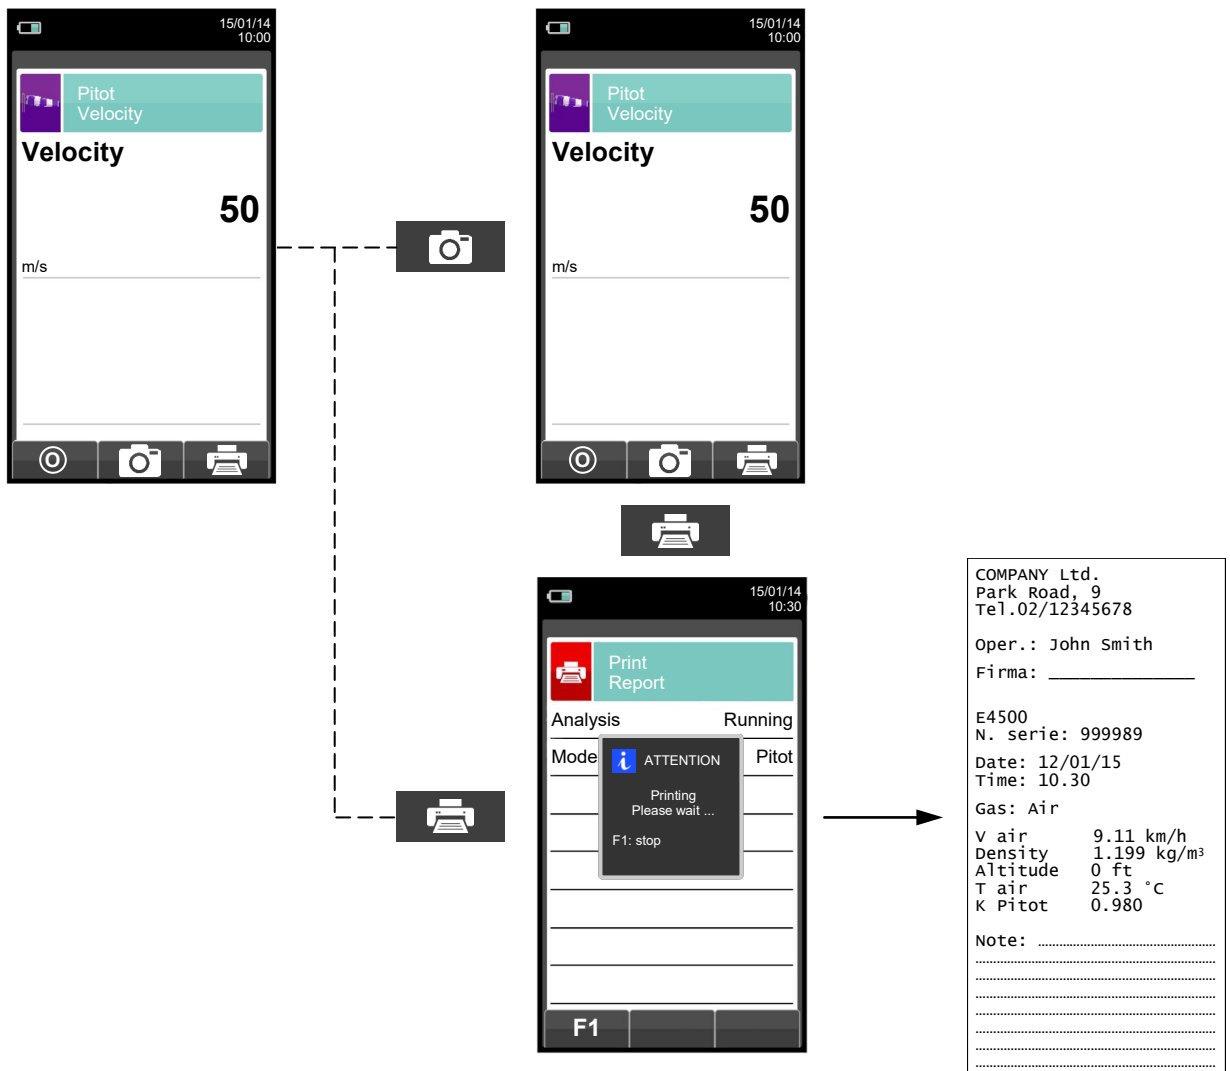 15/01/14
10:00
Pitot
Velocity
Velocity
50
m/s
15/01/14
10:00
Pitot
Velocity
Velocity
50
m/s
15/01/14
10:30
Print
Report
Analysis Running
Mode Pitot
i ATTENTION
Printing
Please wait ...
F1: stop
F1
COMPANY Ltd.
Park Road, 9
Tel.02/12345678
Oper.: John Smith
Firma: ______________
E4500
N. serie: 999989
Date: 12/01/15
Time: 10.30
Gas: Air
V air 9.11 km/h
Density 1.199 kg/m³
Altitude 0 ft
T air 25.3 °C
K Pitot 0.980
Note: ..................................................